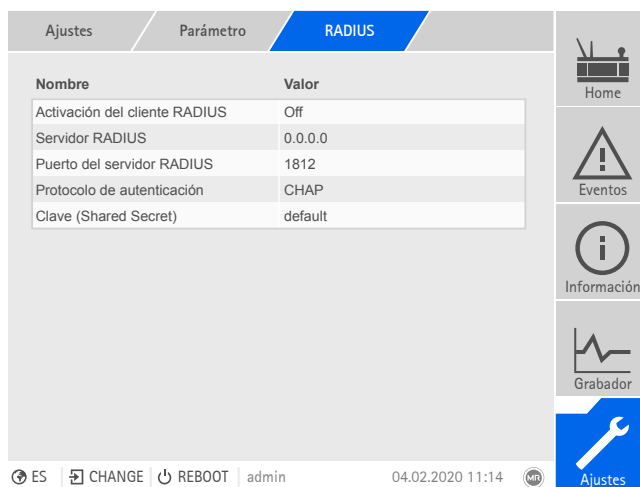 Ajustes Parámetro RADIUS
Nombre Valor
Activación del cliente RADIUS Off
Servidor RADIUS 0.0.0.0
Puerto del servidor RADIUS 1812
Protocolo de autenticación CHAP
Clave (Shared Secret) default
Home
Eventos
Información
Grabador
Ajustes
ES CHANGE REBOOT admin 04.02.2020 11:14 MR